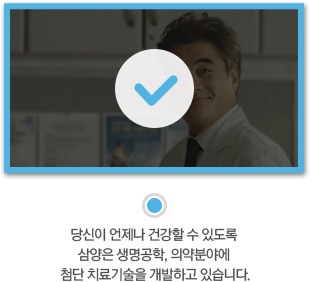 당신이 언제나 건강할 수 있도록
삼양은 생명공학, 의약분야에
첨단 치료기술을 개발하고 있습니다.